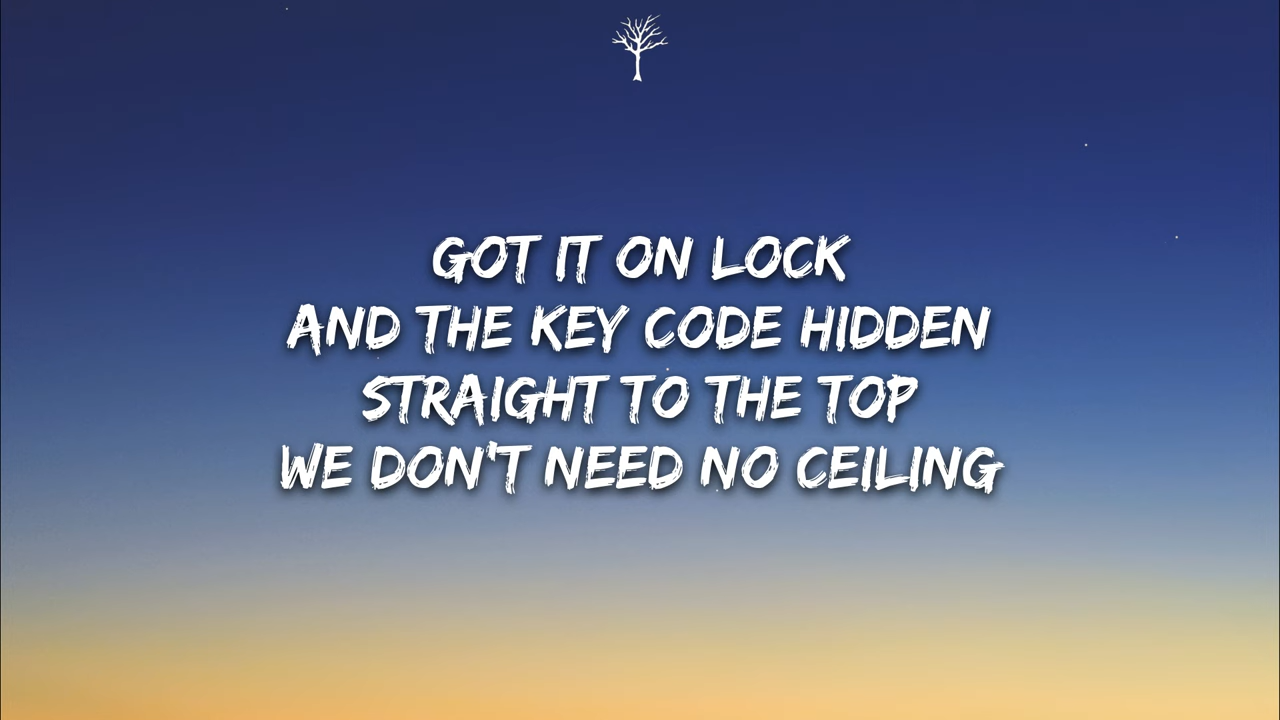 GOT IT ON LOCK
AND THE KEY CODE HIDDEN
STRAIGHT TO THE TOP
WE DON'T NEED NO CEILING